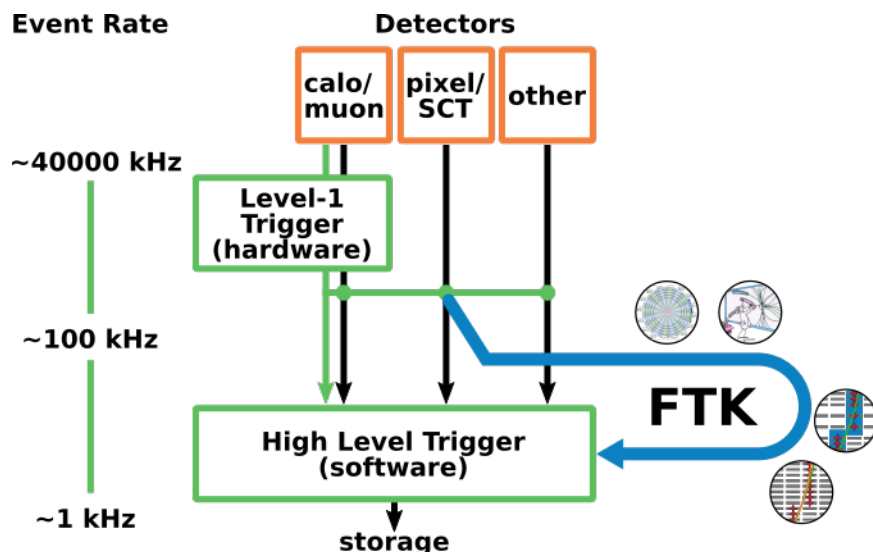 Event Rate
Detectors
calo/
muon
pixel/
SCT
other
~40000 kHz
Level-1
Trigger
(hardware)
~100 kHz
FTK
High Level Trigger
(software)
~1 kHz
storage